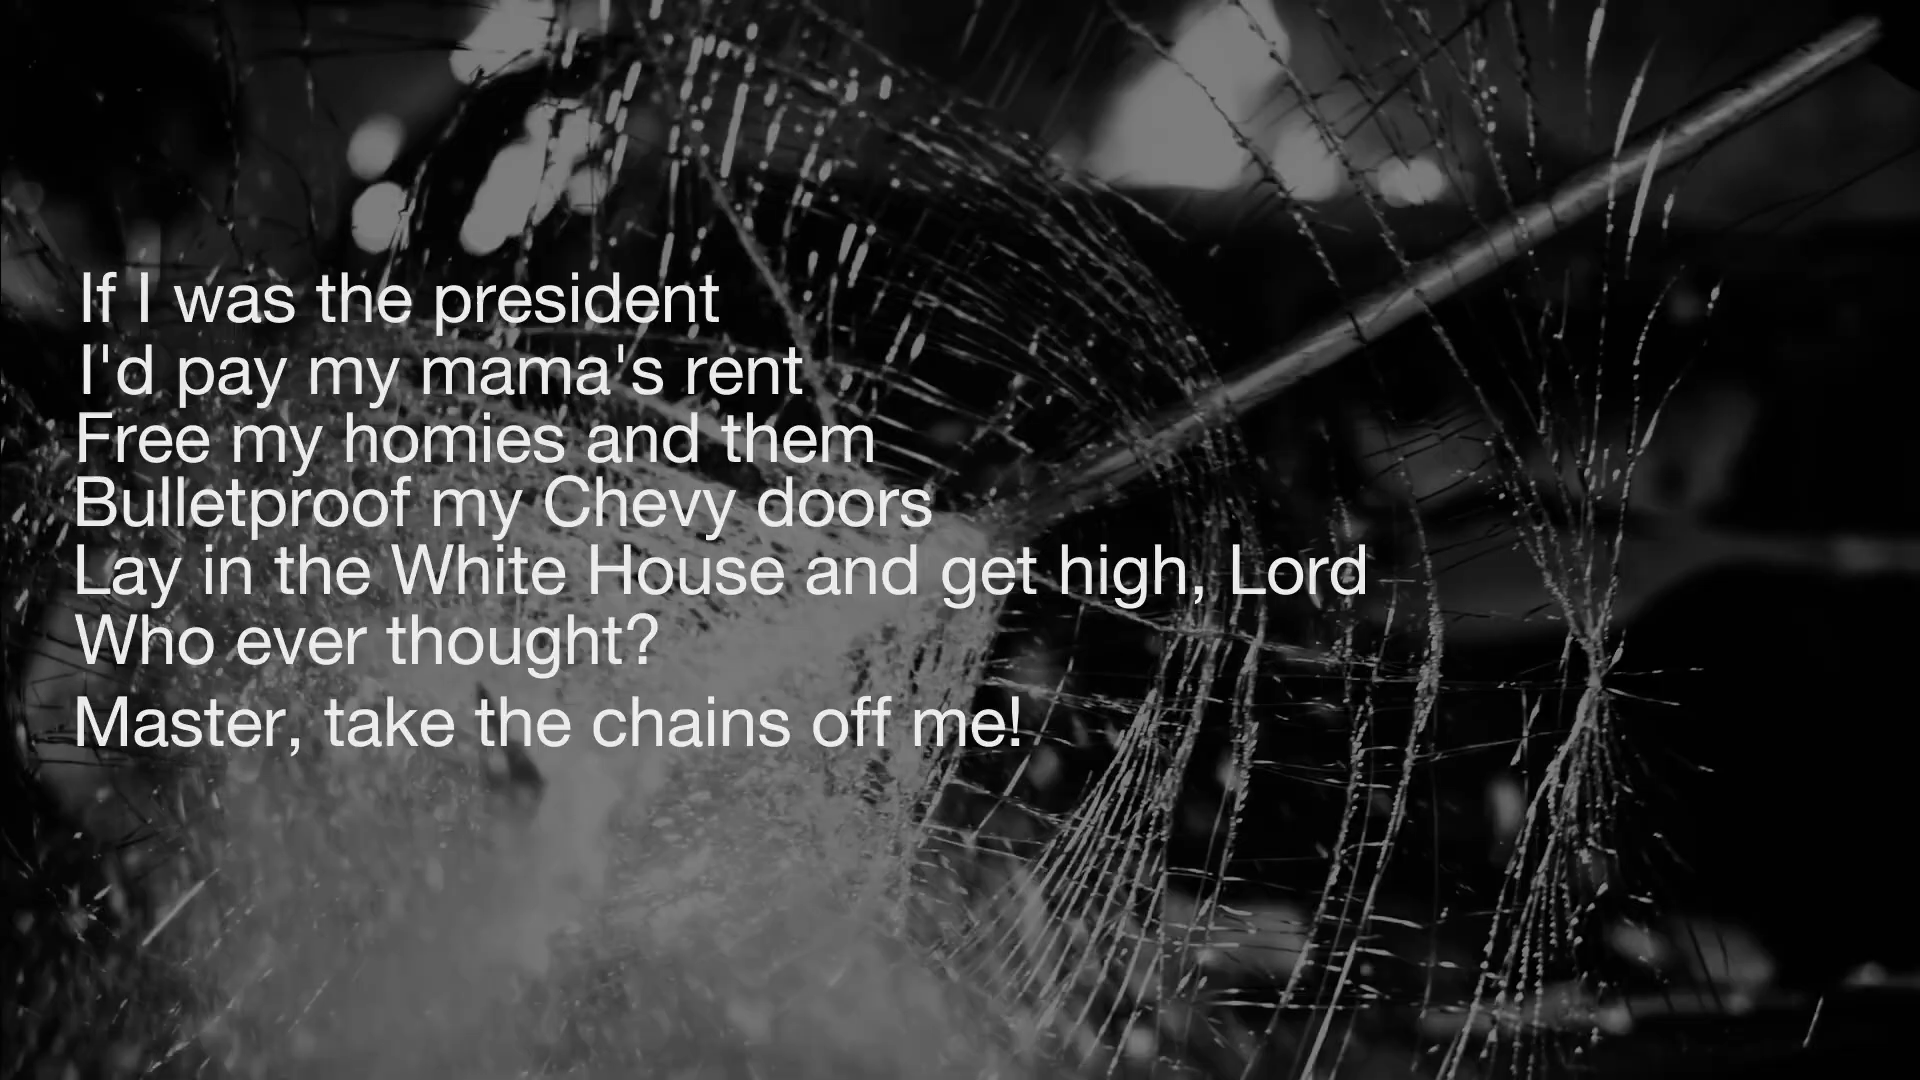 If I was the president
I'd pay my mama's rent
Free my homies and them
Bulletproof my Chevy doors
Lay in the White House and get high, Lord
Who ever thought?
Master, take the chains off me!